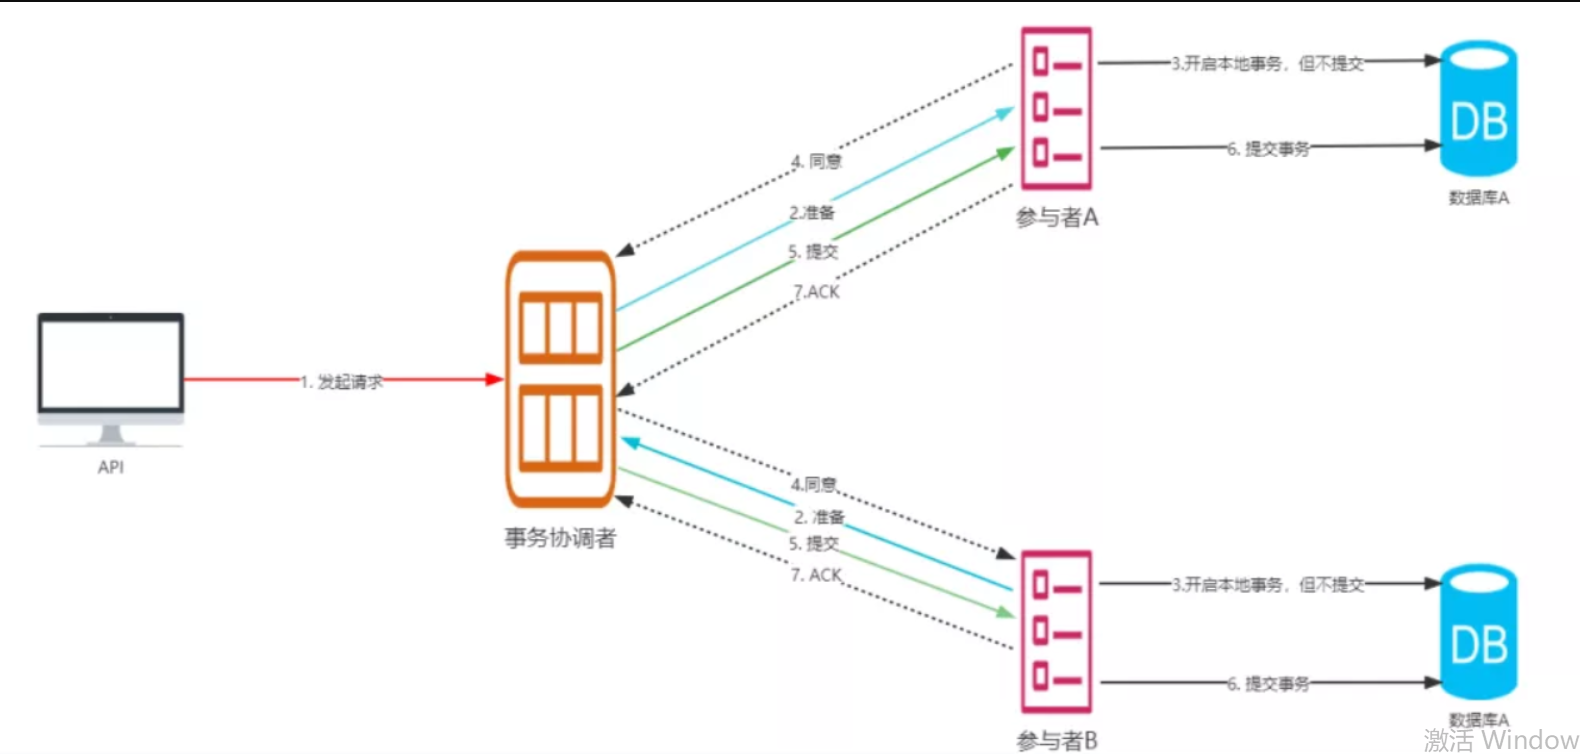 3.开启本地事务，但不提交
DB
4. 同意
6. 提交事务
数据库A
2.准备
参与者A
5. 提交
7.ACK
1. 发起请求
API
4.同意
2. 准备
事务协调者
5. 提交
7. ACK
3.开启本地事务，但不提交
DB
6. 提交事务
数据库A
参与者B
激活 Window